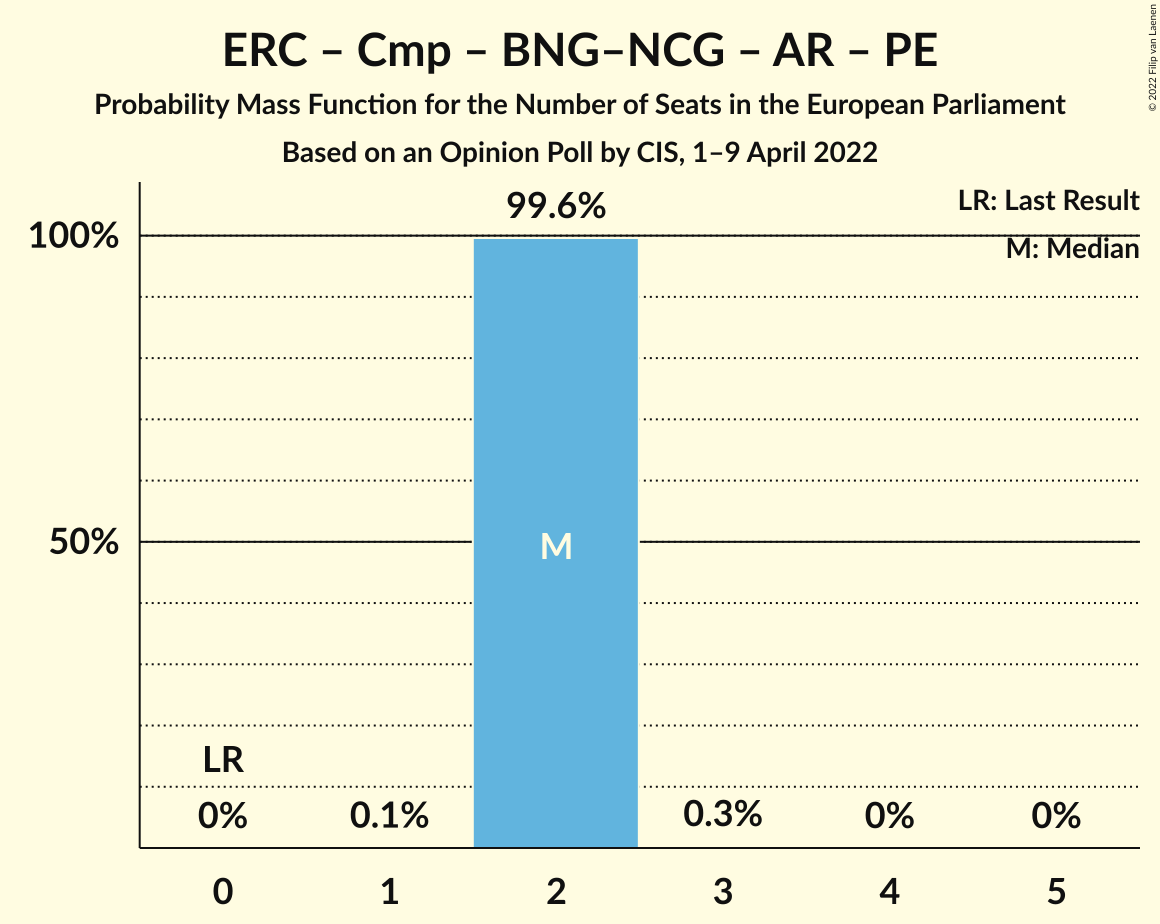 ERC – Cmp – BNG–NCG – AR – PE
Probability Mass Function for the Number of Seats in the European Parliament
Based on an Opinion Poll by CIS, 1–9 April 2022
© 2022 Filip van Laenen
LR: Last Result
M: Median
99.6%
100%
50%
M
LR
0%
0.1%
0.3%
0%
0%
0
1
2
3
4
5